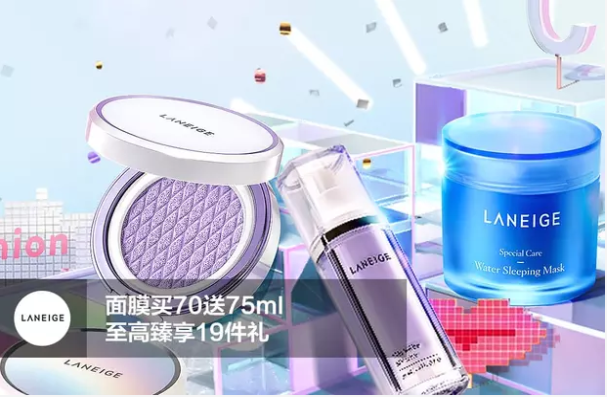 LANEIGE
LANEIGE
LANEIGE
Special Care
Water Sleeping Mask
nion
LANEIGE
面膜买70送75ml
至高臻享19件礼
LANEIGE